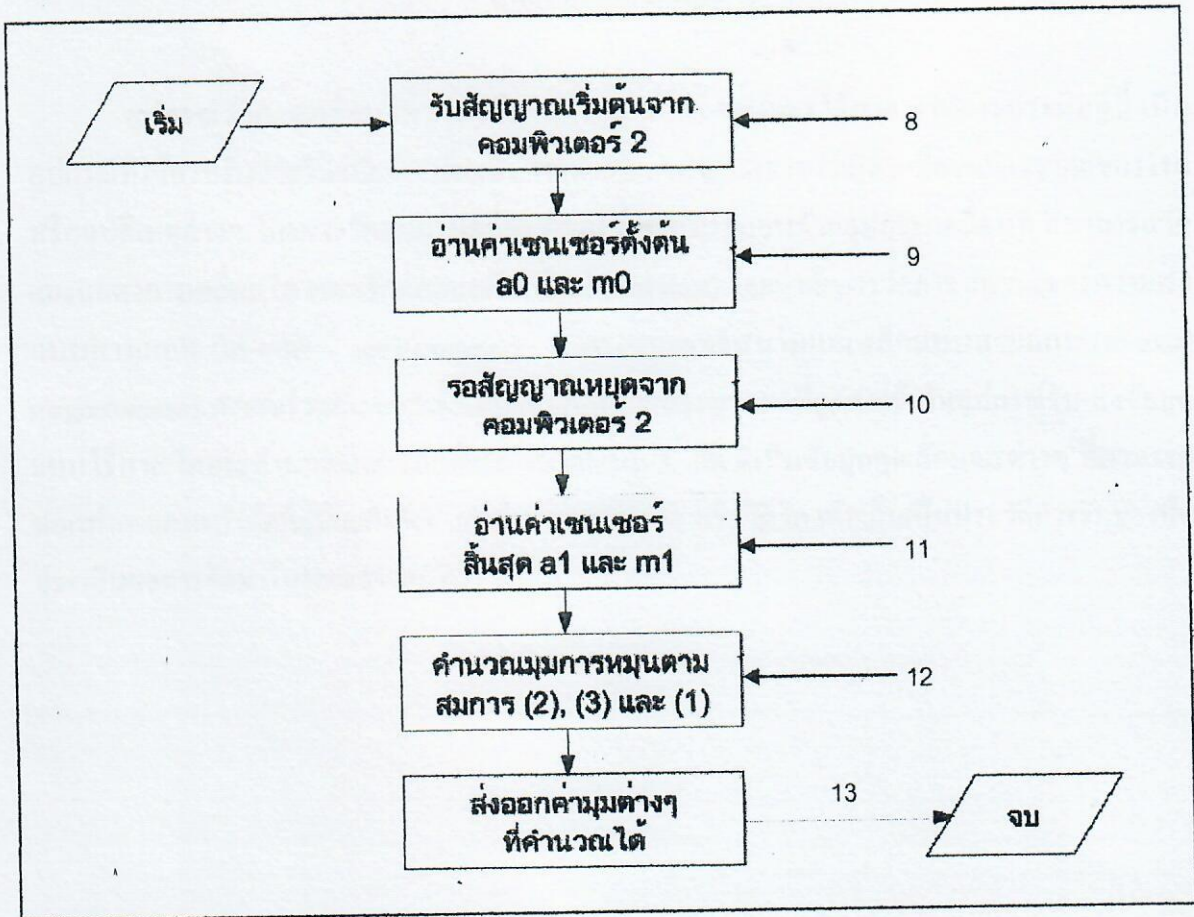 เริ่ม
รับสัญญาณเริ่มต้นจาก
คอมพิวเตอร์ 2
8
อ่านค่าเซนเซอร์ตั้งต้น
a0 และ m0
9
รอสัญญาณหยุดจาก
คอมพิวเตอร์ 2
10
อ่านค่าเซนเซอร์
สิ้นสุด a1 และ m1
11
คำนวณมุมการหมุนตาม
สมการ (2), (3) และ (1)
12
ส่งออกค่ามุมต่างๆ
ที่คำนวณได้
13
จบ